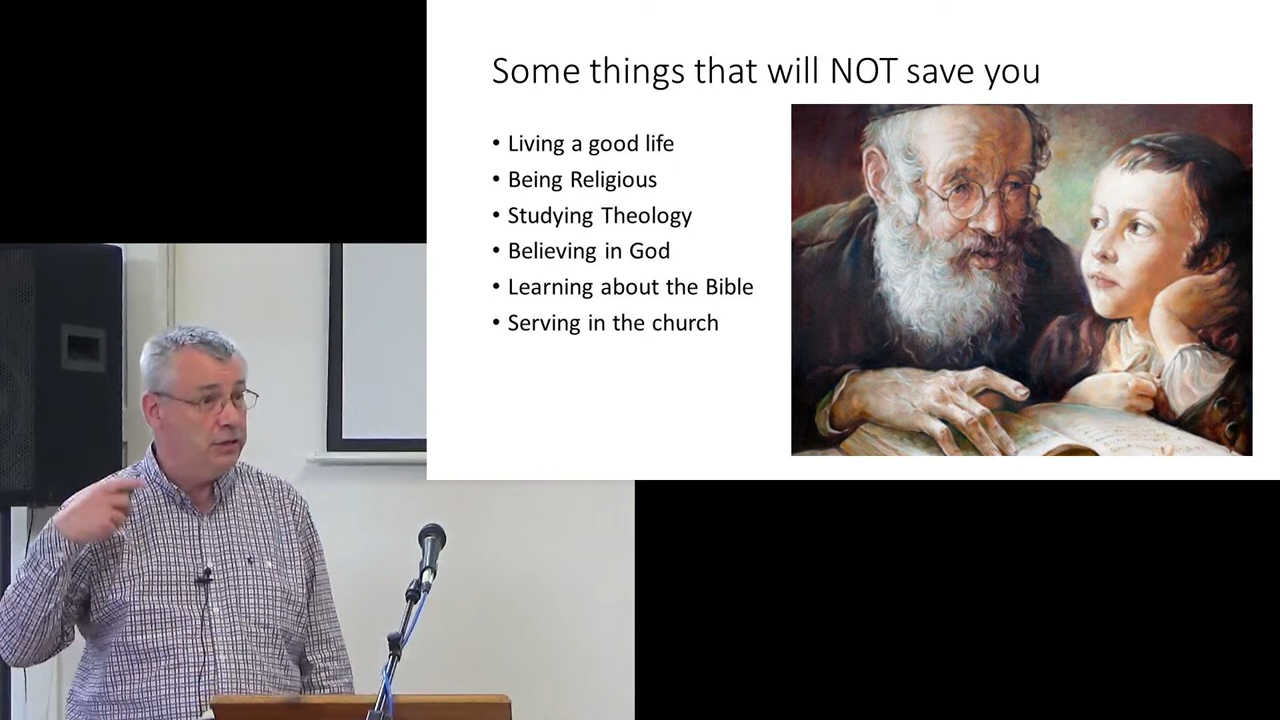 Some things that will NOT save you
• Living a good life
• Being Religious
• Studying Theology
• Believing in God
• Learning about the Bible
• Serving in the church